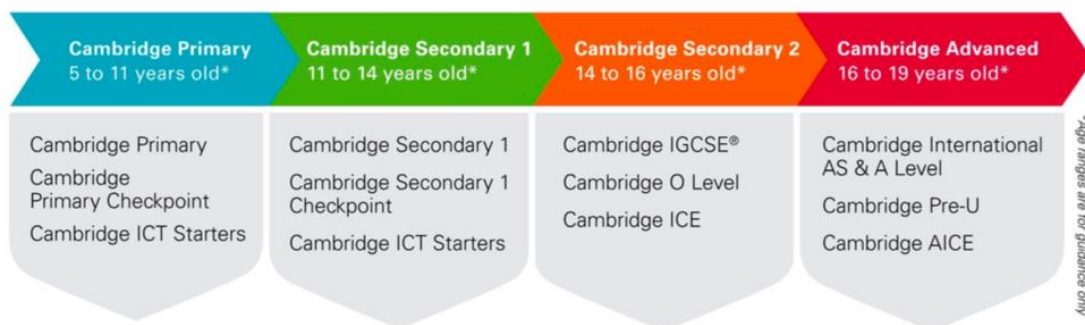 Cambridge Primary
5 to 11 years old*
Cambridge Secondary 1
11 to 14 years old*
Cambridge Secondary 2
14 to 16 years old*
Cambridge Advanced
16 to 19 years old*
Cambridge Primary
Cambridge
Primary Checkpoint
Cambridge ICT Starters
Cambridge Secondary 1
Cambridge Secondary 1
Checkpoint
Cambridge ICT Starters
Cambridge IGCSE®
Cambridge O Level
Cambridge ICE
Cambridge International
AS & A Level
Cambridge Pre-U
Cambridge AICE
*Age ranges are for guidance only